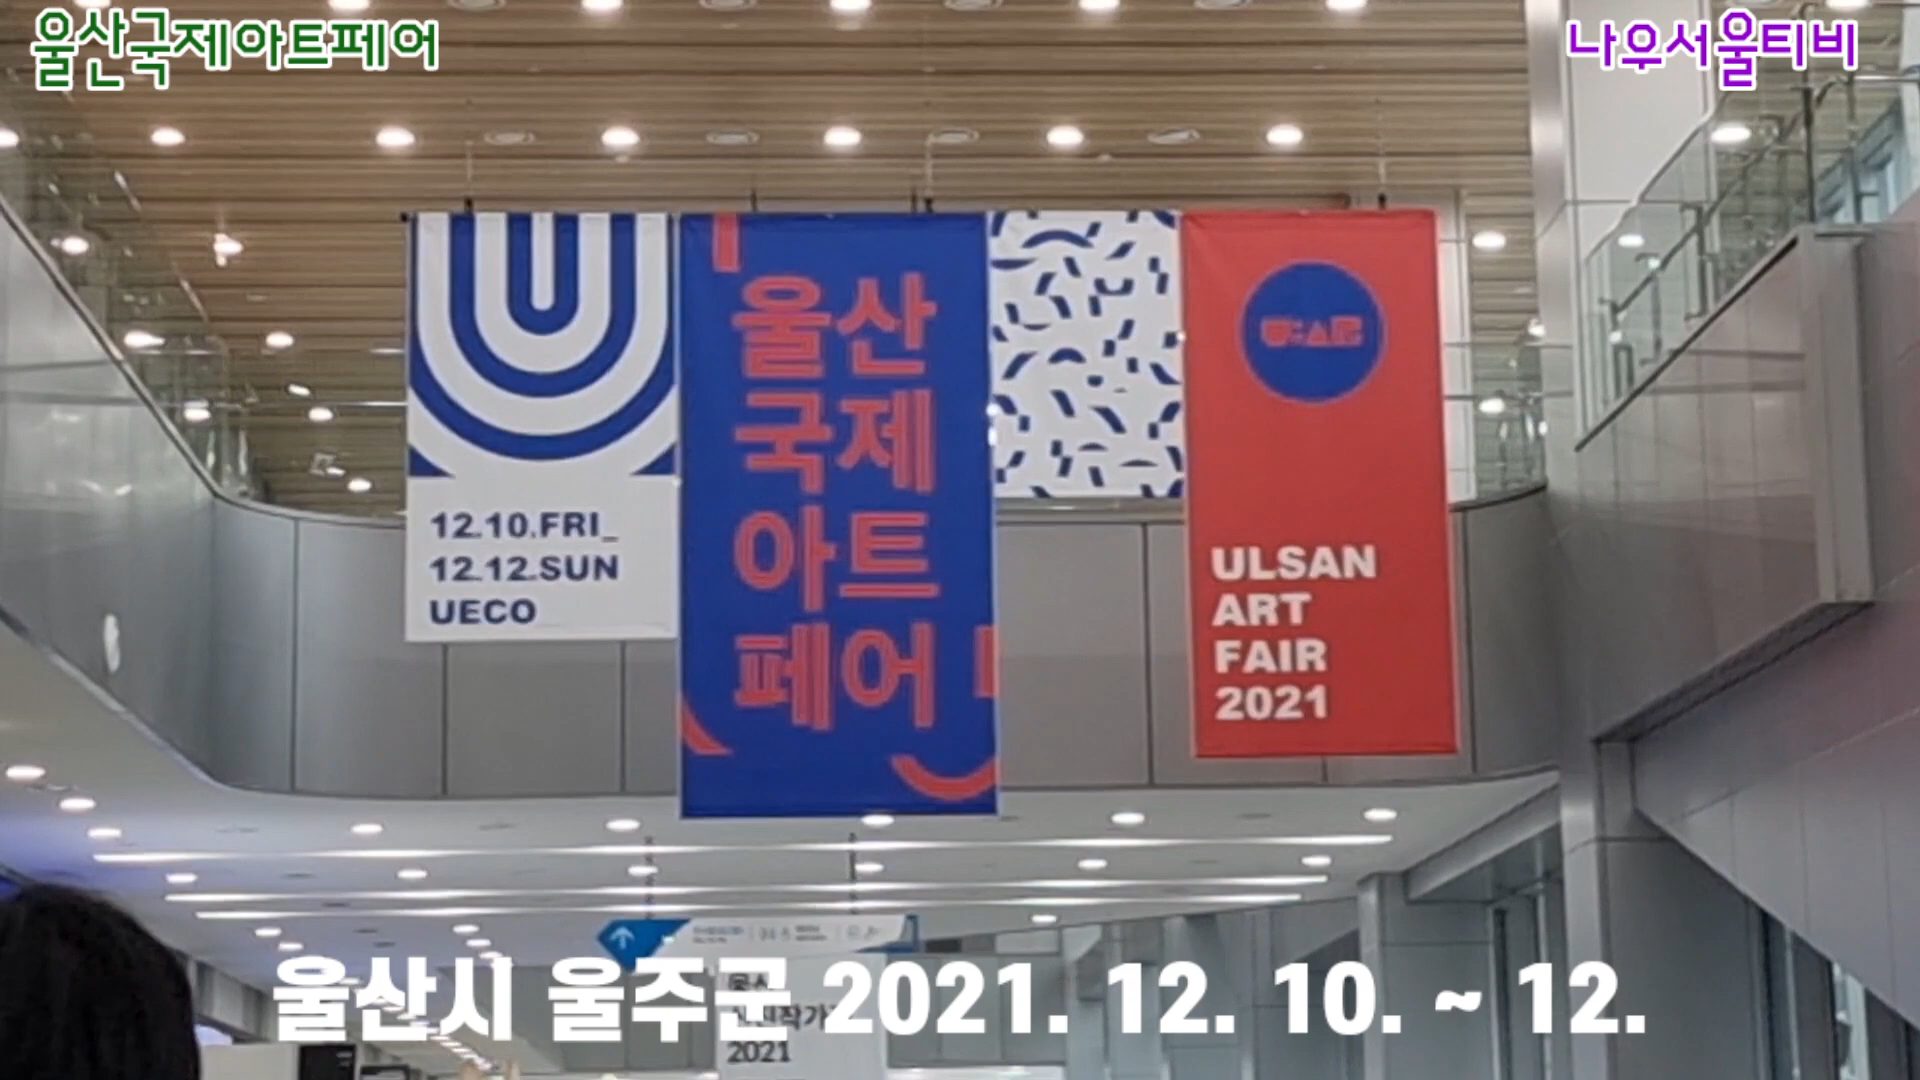 울산국제아트페어
나우서울티비
12.10.FRI_
12.12.SUN
UECO
울산
국제
아트
페어
ULSAN
ART
FAIR
2021
울산시 울주군 2021. 12. 10. ~ 12.
2021